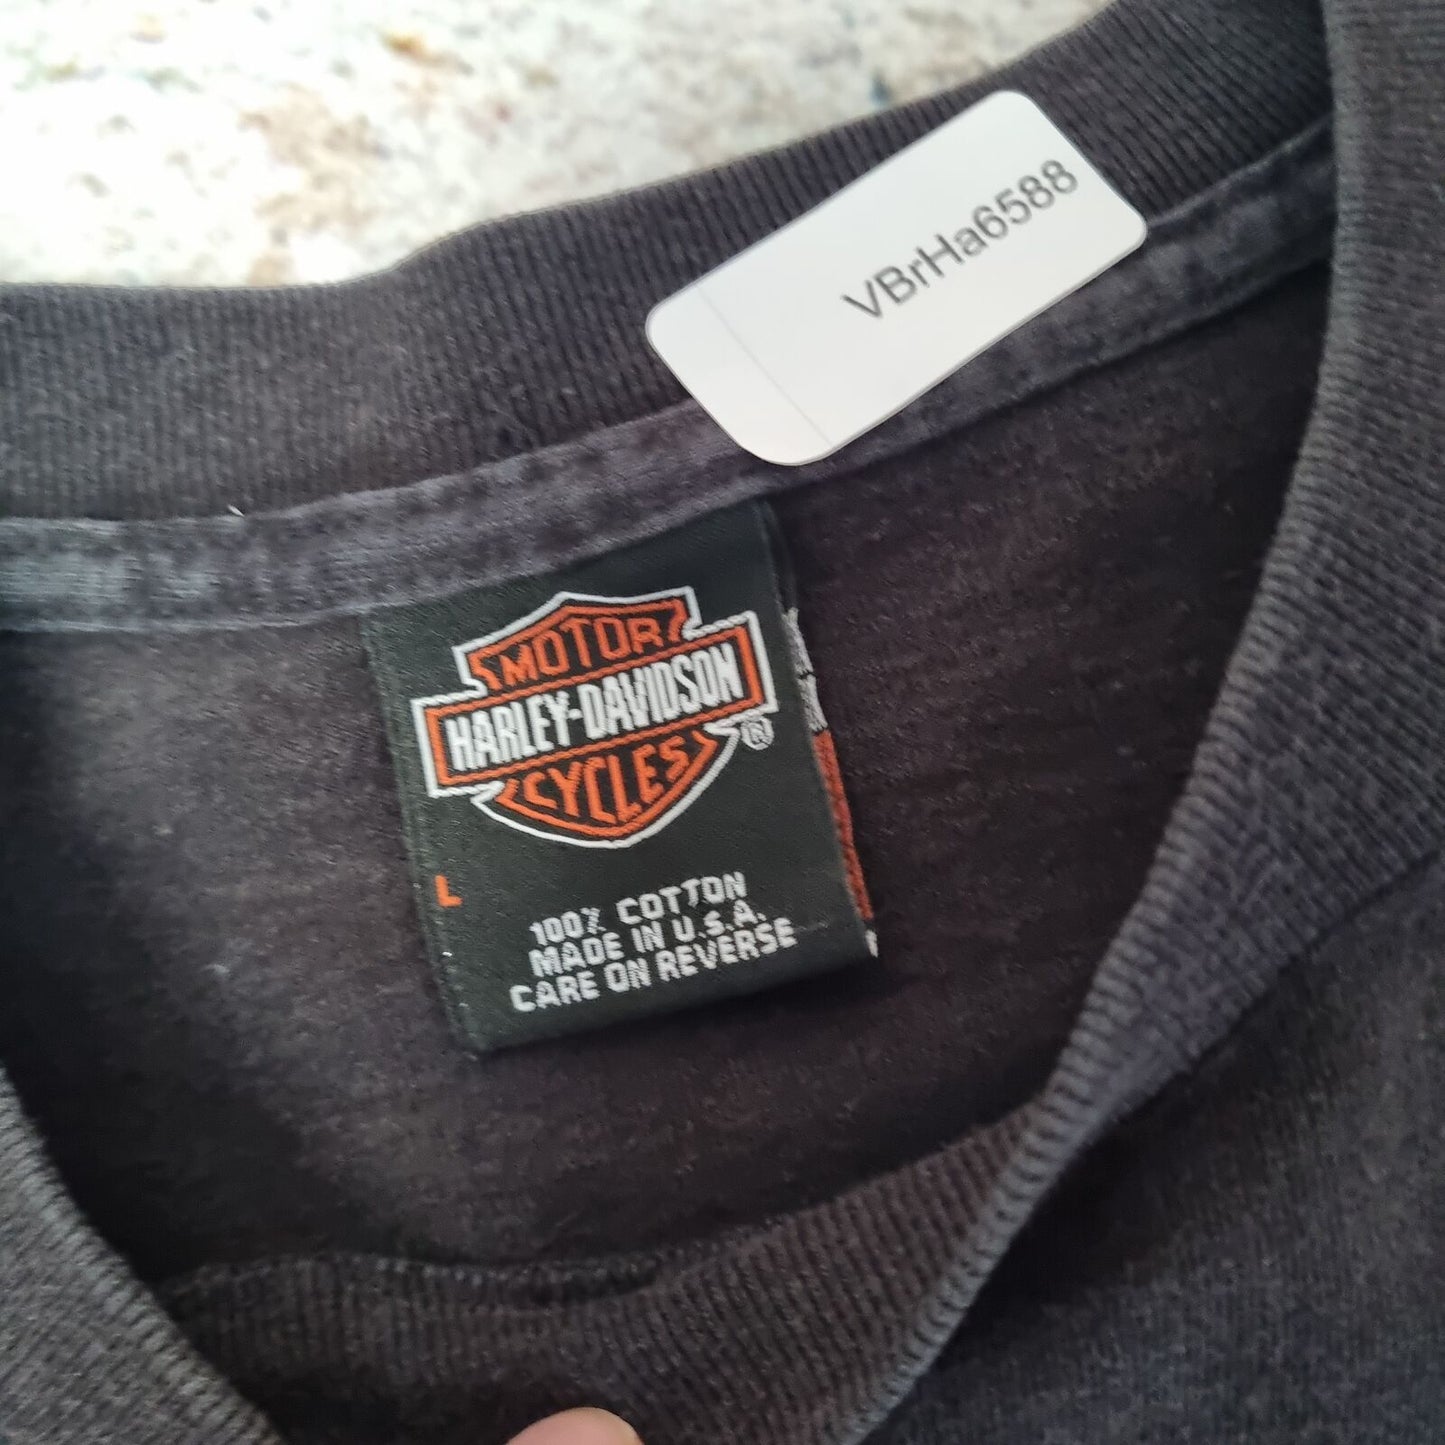 VBrHa6588
MOTOR
HARLEY-DAVIDSON
CYCLES
®
L
100% COTTON
MADE IN U.S.A.
CARE ON REVERSE